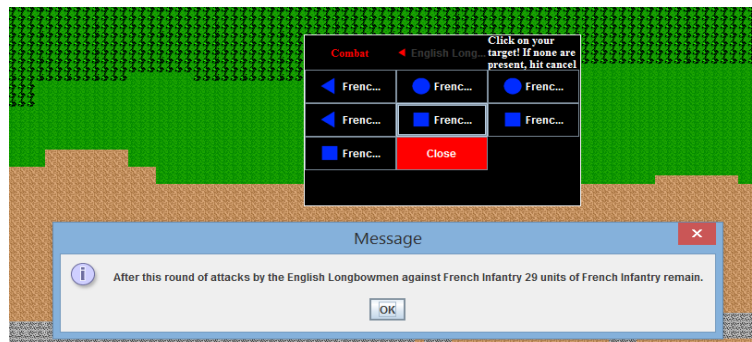 Combat
English Long...
Click on your
target! If none are
present, hit cancel
Frenc...
Frenc...
Frenc...
Frenc...
Frenc...
Frenc...
Frenc...
Close
Message
After this round of attacks by the English Longbowmen against French Infantry 29 units of French Infantry remain.
OK